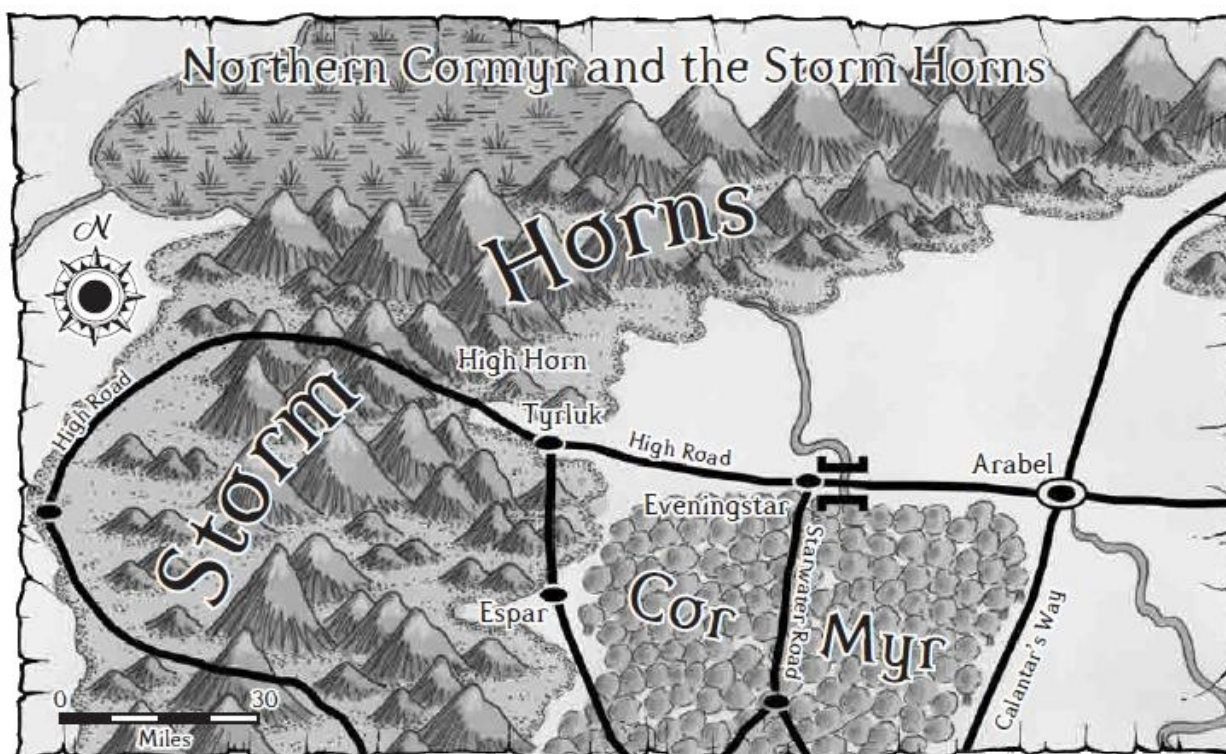 Northern Cormyr and the Storm Horns
N
Horns
High Horn
High Road
Storm
Tyrluk
High Road
Arabel
Eveningstar
Starwater Road
Cor
Myr
Espar
Calantar's Way
0 30
Miles